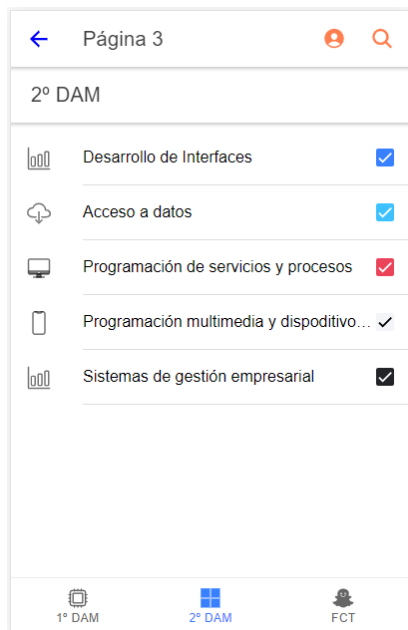 Página 3
2º DAM
Desarrollo de Interfaces
Acceso a datos
Programación de servicios y procesos
Programación multimedia y dispoditivo...
Sistemas de gestión empresarial
1º DAM
2º DAM
FCT